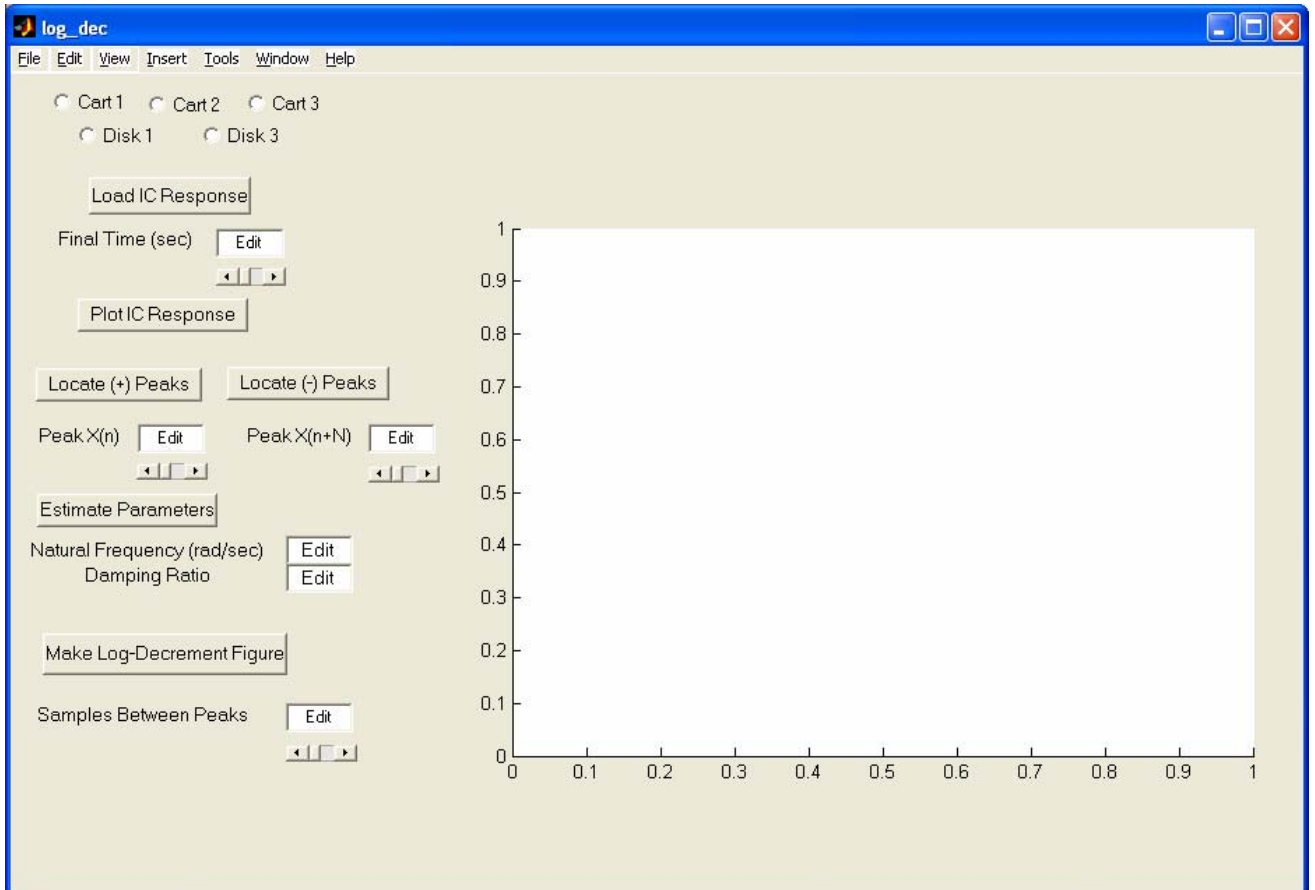 log_dec
File Edit View Insert Tools Window Help
Cart 1 Cart 2 Cart 3
Disk 1 Disk 3
Load IC Response
Final Time (sec) Edit
Plot IC Response
Locate (+) Peaks Locate (-) Peaks
Peak X(n) Edit Peak X(n+N) Edit
Estimate Parameters
Natural Frequency (rad/sec) Edit
Damping Ratio Edit
Make Log-Decrement Figure
Samples Between Peaks Edit
1
0.9
0.8
0.7
0.6
0.5
0.4
0.3
0.2
0.1
0
0 0.1 0.2 0.3 0.4 0.5 0.6 0.7 0.8 0.9 1